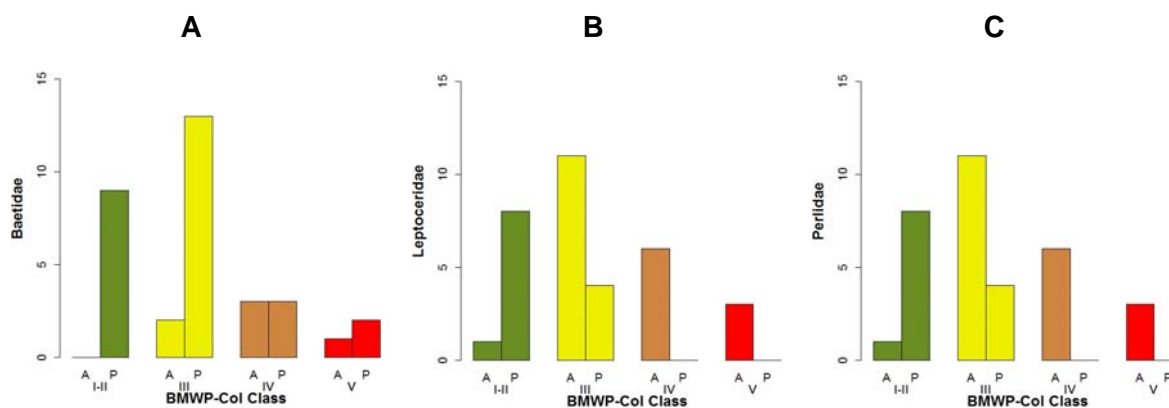 A
B
C
Baetidae
15
10
5
0
A P A P A P A P
I-II III IV V
BMWP-Col Class
Leptoceridae
15
10
5
0
A P A P A P A P
I-II III IV V
BMWP-Col Class
Perlidae
15
10
5
0
A P A P A P A P
I-II III IV V
BMWP-Col Class